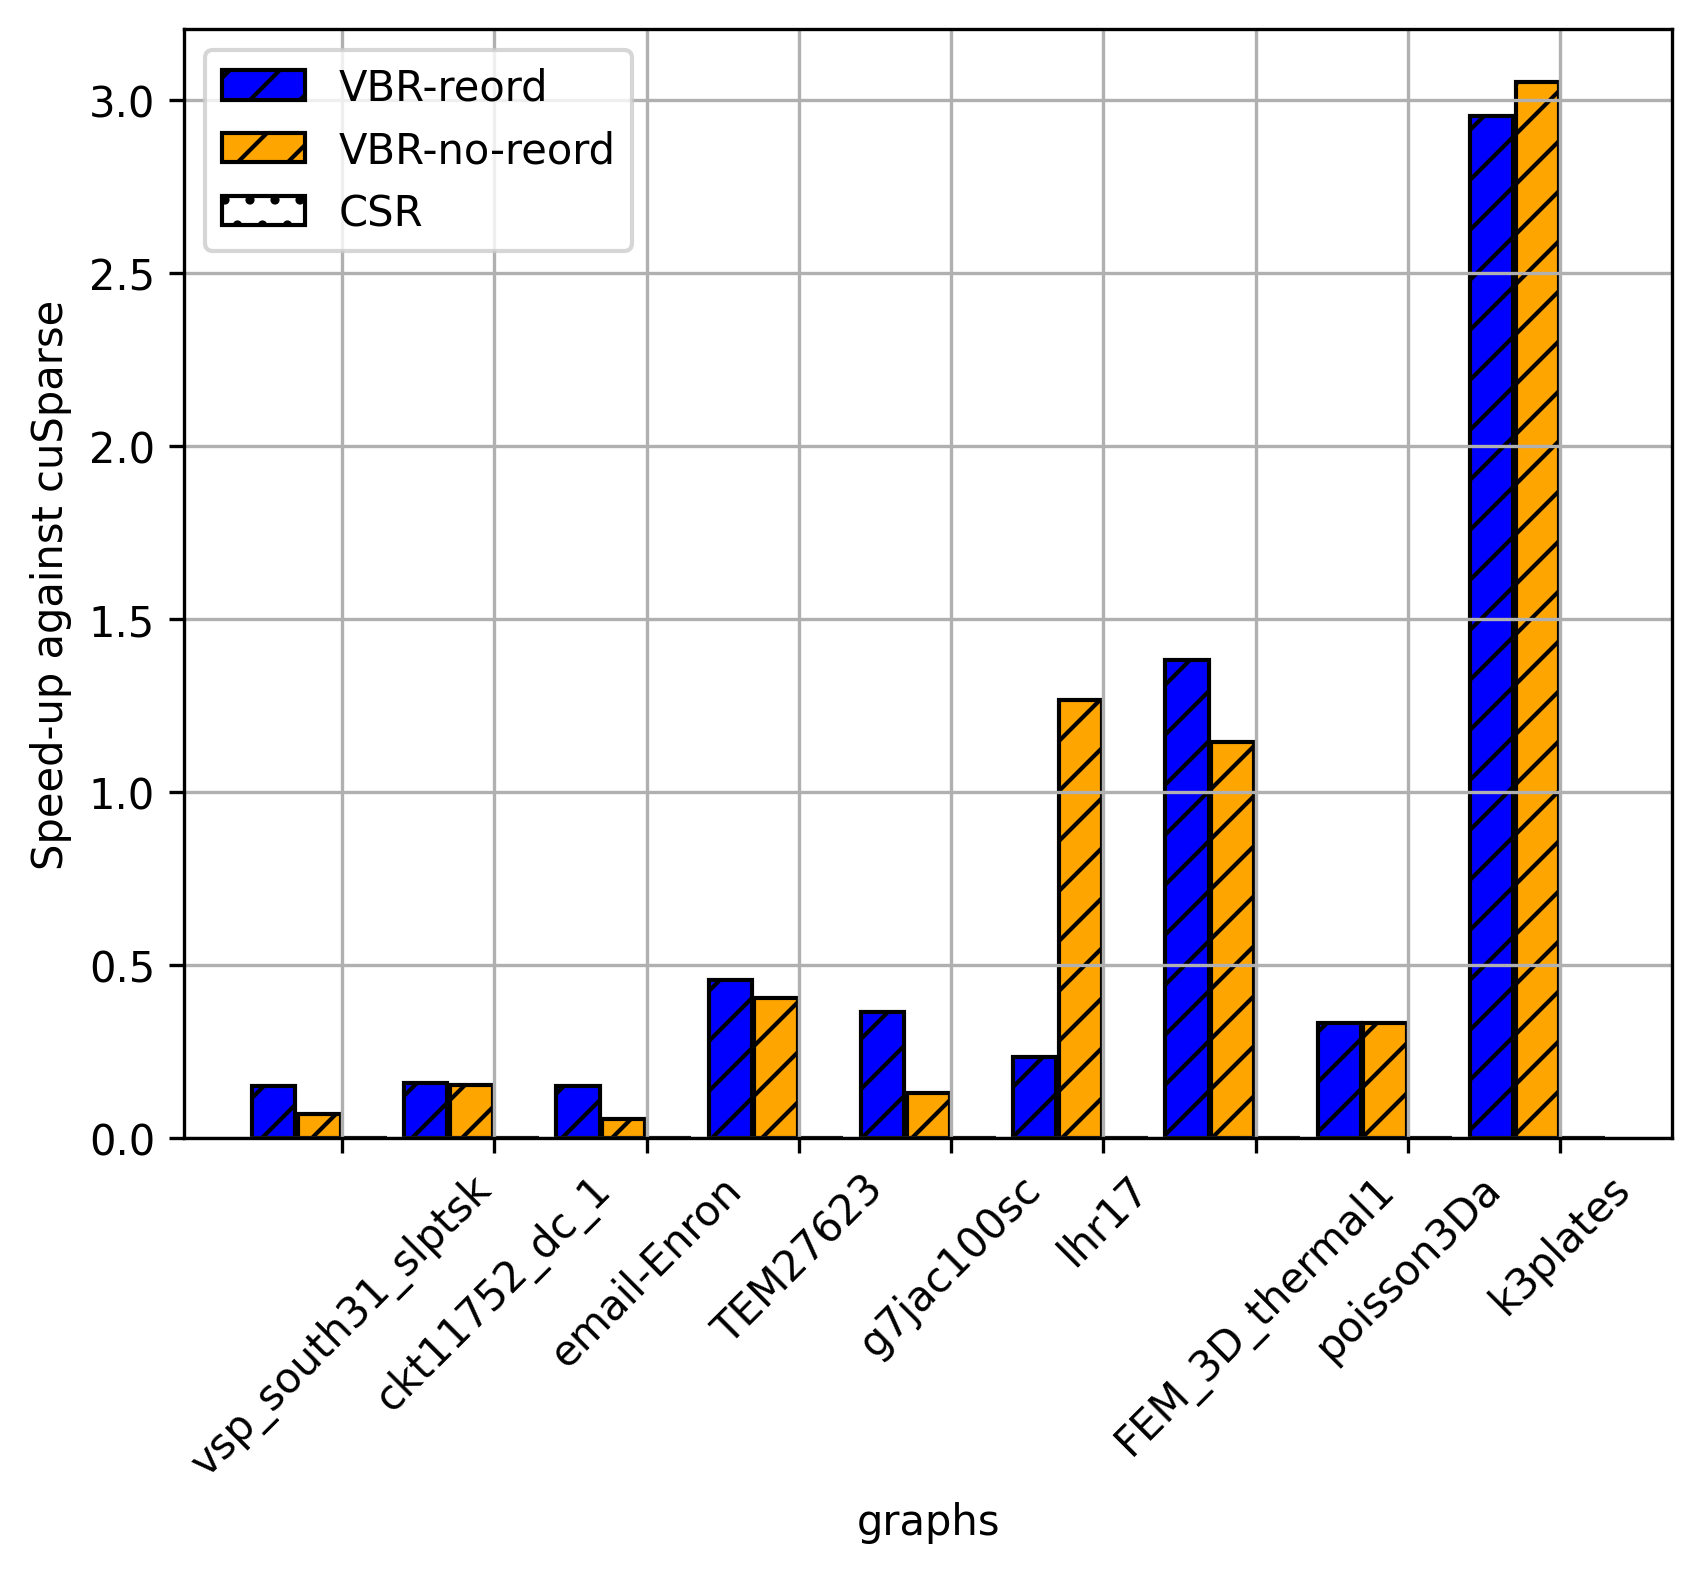 VBR-reord
VBR-no-reord
CSR
3.0
2.5
2.0
1.5
1.0
0.5
0.0
Speed-up against cuSparse
vsp_south31_slptsk
ckt11752_dc_1
email-Enron
TEM27623
g7jac100sc
lhr17
FEM_3D_thermal1
poisson3Da
k3plates
graphs